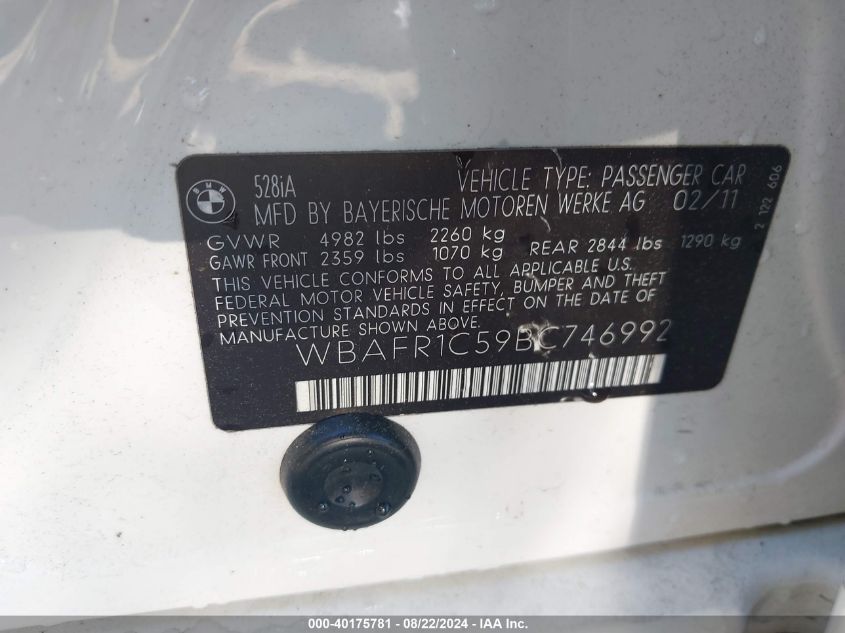 BMW
528iA VEHICLE TYPE: PASSENGER CAR
MFD BY BAYERISCHE MOTOREN WERKE AG 02/11
GVWR 4982 lbs 2260 kg
GAWR FRONT 2359 lbs 1070 kg REAR 2844 lbs 1290 kg
THIS VEHICLE CONFORMS TO ALL APPLICABLE U.S.
FEDERAL MOTOR VEHICLE SAFETY, BUMPER AND THEFT
PREVENTION STANDARDS IN EFFECT ON THE DATE OF
MANUFACTURE SHOWN ABOVE.
WBAFR1C59BC746992
2 122 606
000-40175781 - 08/22/2024 - IAA Inc.